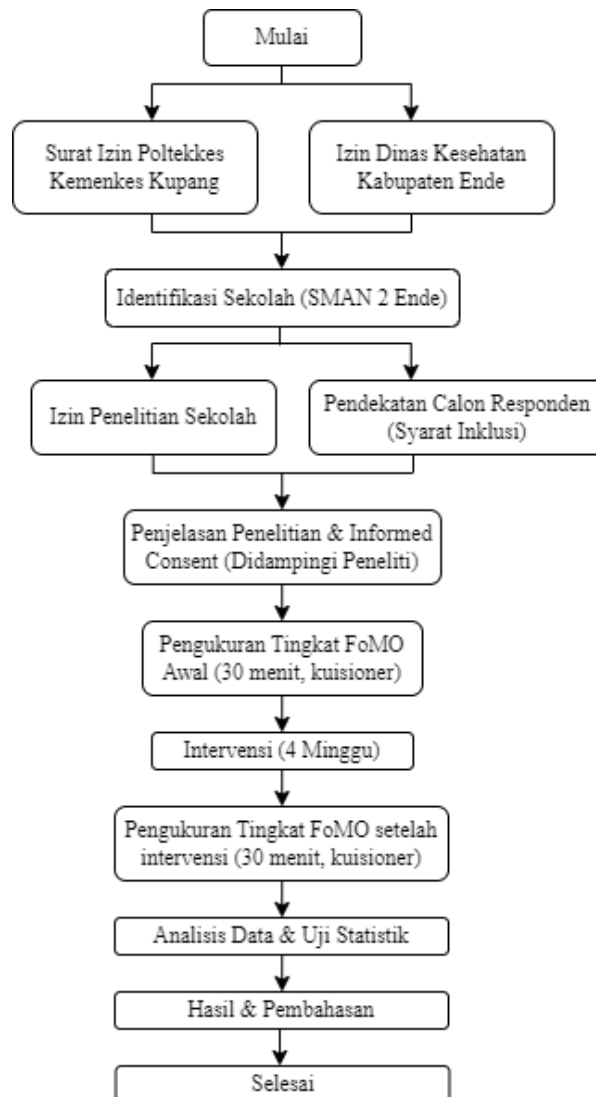 Mulai
Surat Izin Poltekkes
Kemenkes Kupang
Izin Dinas Kesehatan
Kabupaten Ende
Identifikasi Sekolah (SMAN 2 Ende)
Izin Penelitian Sekolah
Pendekatan Calon Responden
(Syarat Inklusi)
Penjelasan Penelitian & Informed
Consent (Didampingi Peneliti)
Pengukuran Tingkat FoMO
Awal (30 menit, kuisioner)
Intervensi (4 Minggu)
Pengukuran Tingkat FoMO setelah
intervensi (30 menit, kuisioner)
Analisis Data & Uji Statistik
Hasil & Pembahasan
Selesai